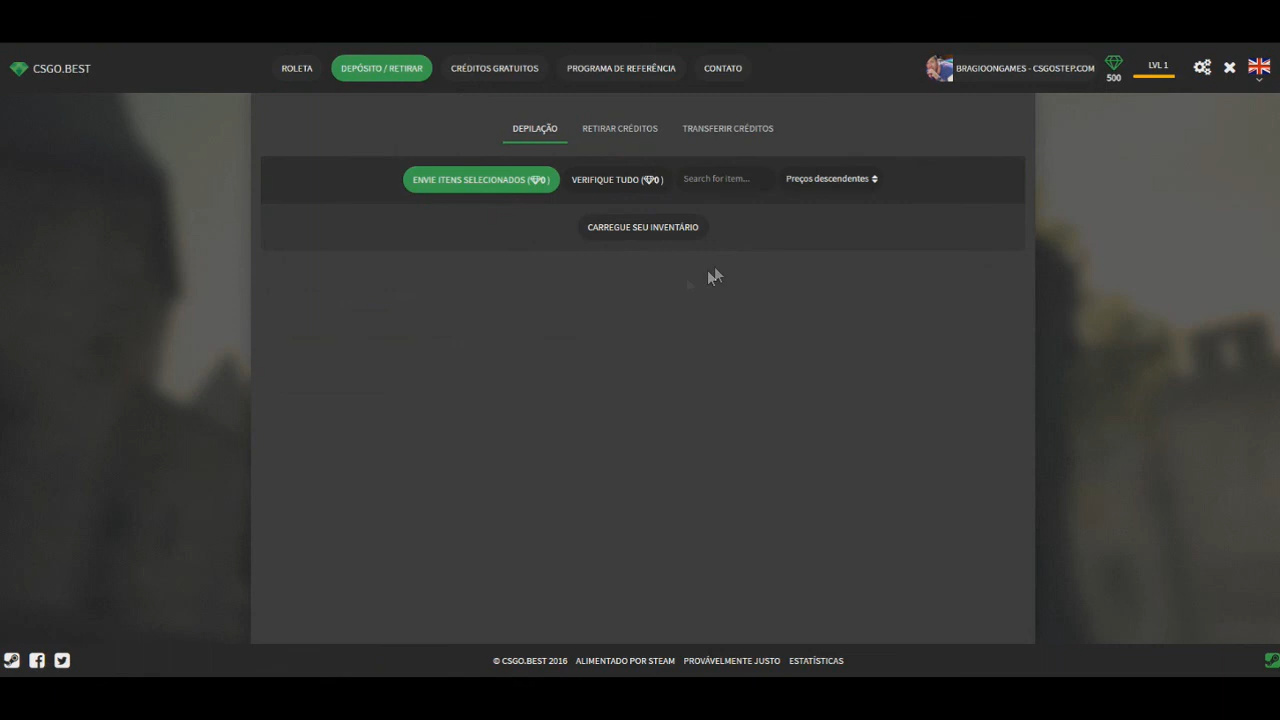 CSGO.BEST ROLETA DEPÓSITO / RETIRAR CRÉDITOS GRATUITOS PROGRAMA DE REFERÊNCIA CONTATO BRAGIOONGAMES - CSGOSTEP.COM 500 LVL 1
DEPILAÇÃO RETIRAR CRÉDITOS TRANSFERIR CRÉDITOS
ENVIE ITENS SELECIONADOS ( 0 ) VERIFIQUE TUDO ( 0 ) Search for item... Preços descendentes
CARREGUE SEU INVENTÁRIO
© CSGO.BEST 2016 ALIMENTADO POR STEAM PROVÁVELMENTE JUSTO ESTATÍSTICAS